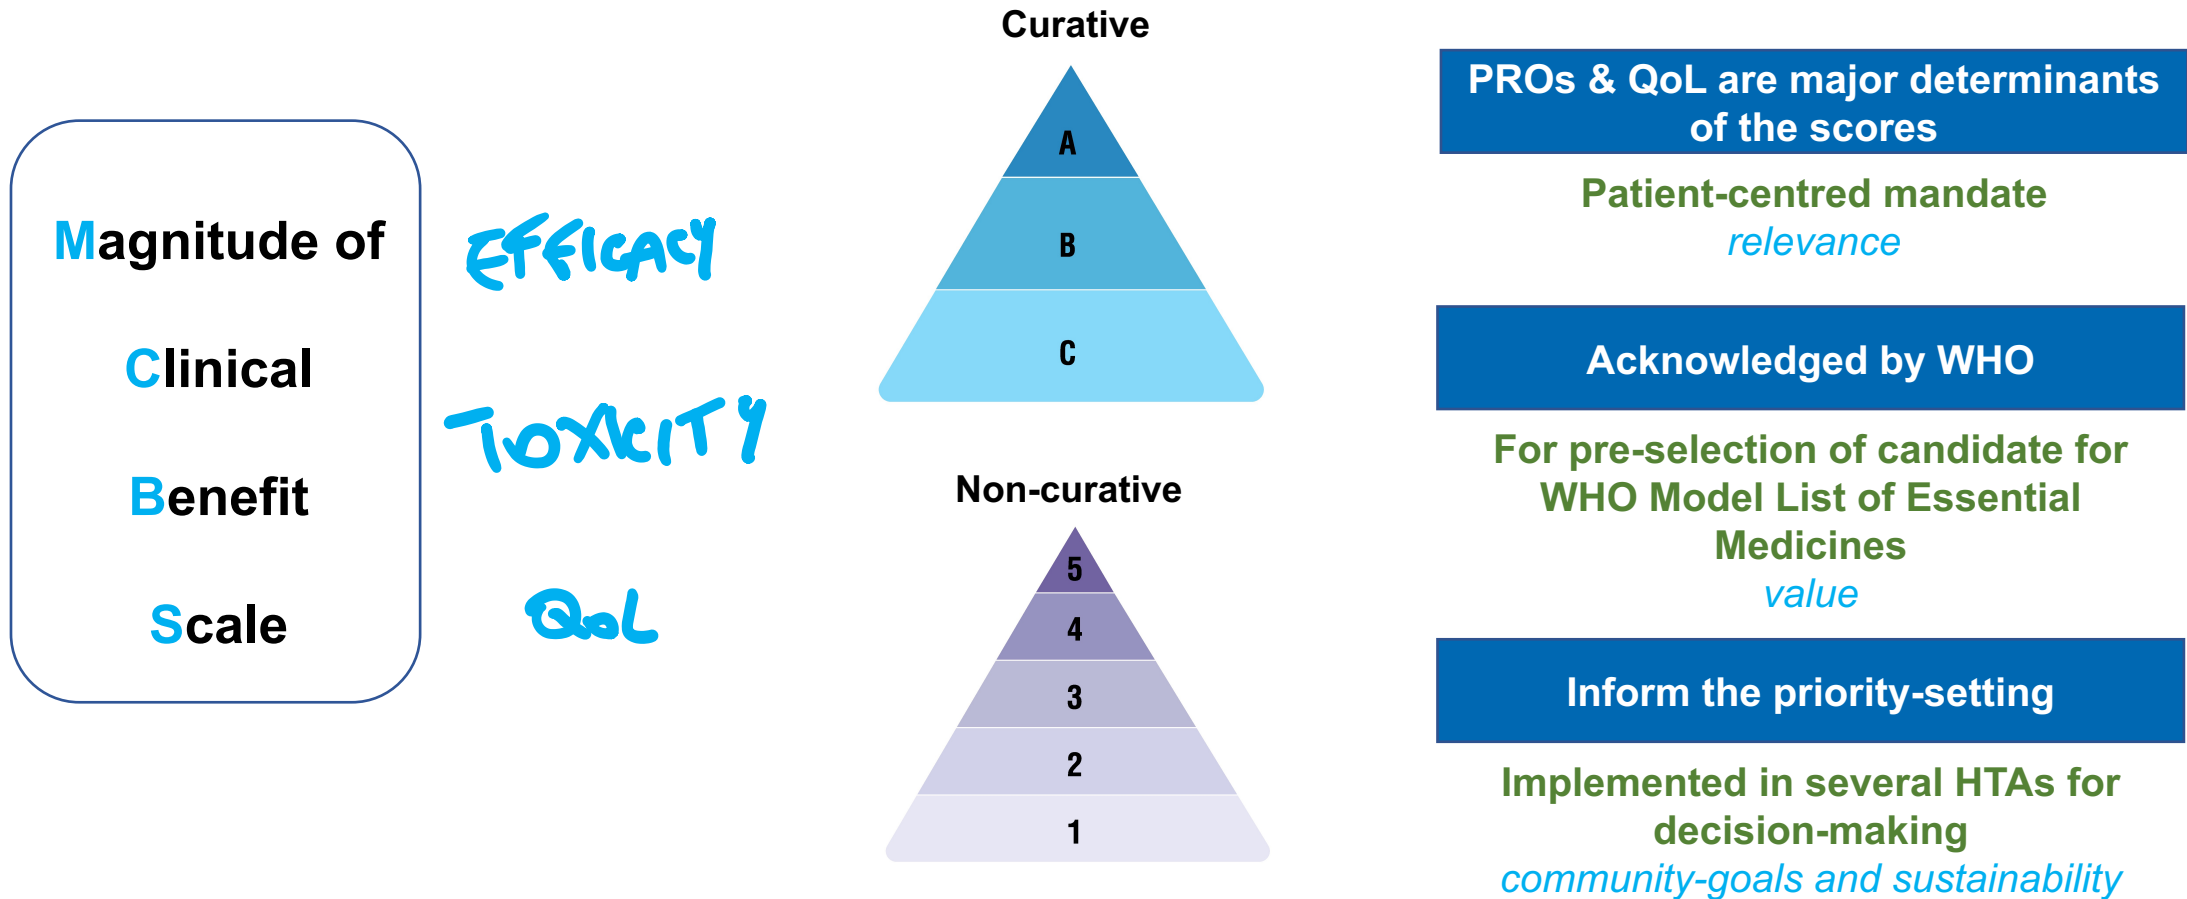 Magnitude of
Clinical
Benefit
Scale
EFFICACY
TOXICITY
QoL
Curative
A
B
C
Non-curative
5
4
3
2
1
PROs & QoL are major determinants
of the scores
Patient-centred mandate
relevance
Acknowledged by WHO
For pre-selection of candidate for
WHO Model List of Essential
Medicines
value
Inform the priority-setting
Implemented in several HTAs for
decision-making
community-goals and sustainability